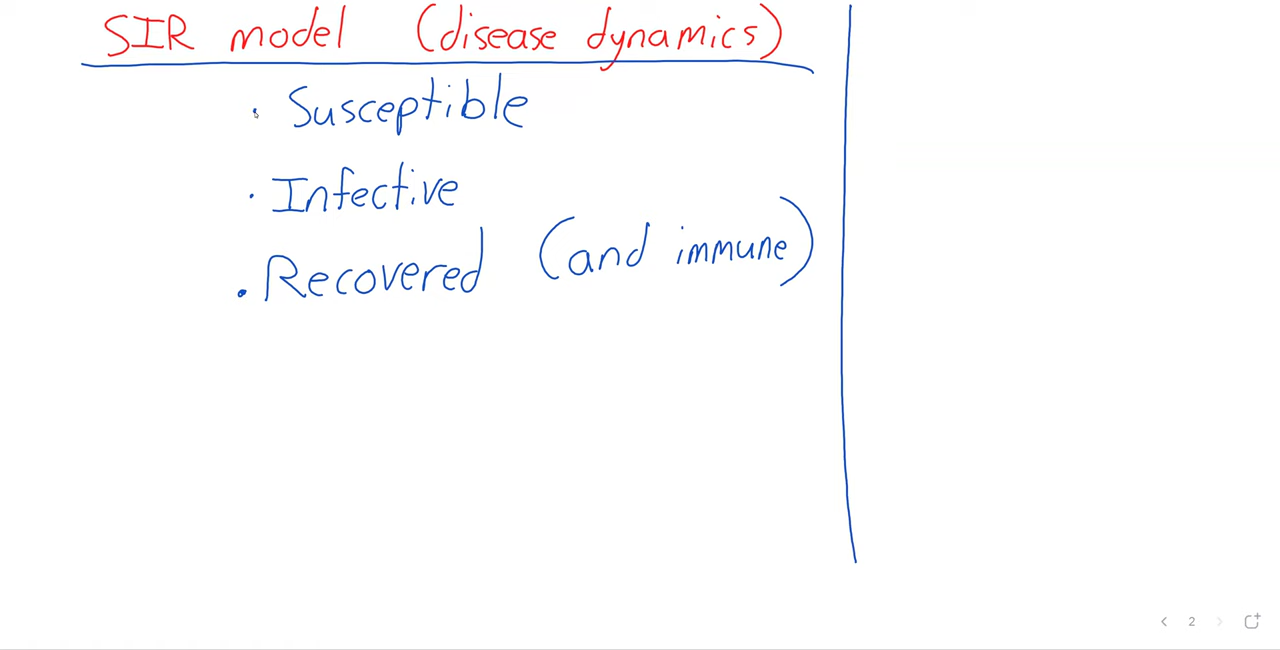 SIR model (disease dynamics)
· Susceptible
· Infective
· Recovered (and immune)
2